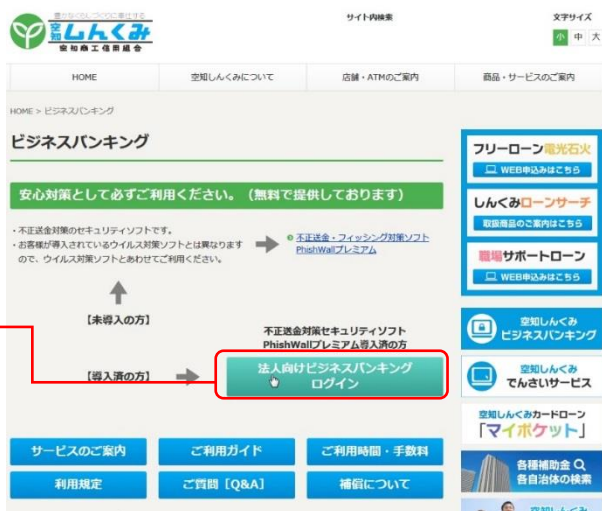 豊かなくらしづくりに奉仕する
空知しんくみ
空知商工信用組合
サイト内検索
文字サイズ
小 中 大
HOME
空知しんくみについて
店舗・ATMのご案内
商品・サービスのご案内
HOME > ビジネスバンキング
ビジネスバンキング
安心対策として必ずご利用ください。（無料で提供しております）
・不正送金対策のセキュリティソフトです。
・お客様が導入されているウイルス対策ソフトとは異なります
ので、ウイルス対策ソフトとあわせてご利用ください。
不正送金・フィッシング対策ソフト
PhishWallプレミアム
【未導入の方】
不正送金対策セキュリティソフト
PhishWallプレミアム導入済の方
【導入済の方】
法人向けビジネスバンキング
ログイン
サービスのご案内
ご利用ガイド
ご利用時間・手数料
利用規定
ご質問［Q&A］
補償について
フリーローン電光石火
WEB申込みはこちら
しんくみローンサーチ
取扱商品のご案内はこちら
職場サポートローン
WEB申込みはこちら
空知しんくみ
ビジネスバンキング
空知しんくみ
でんさいサービス
空知しんくみカードローン
「マイポケット」
各種補助金
各自治体の検索
空知しんくみ